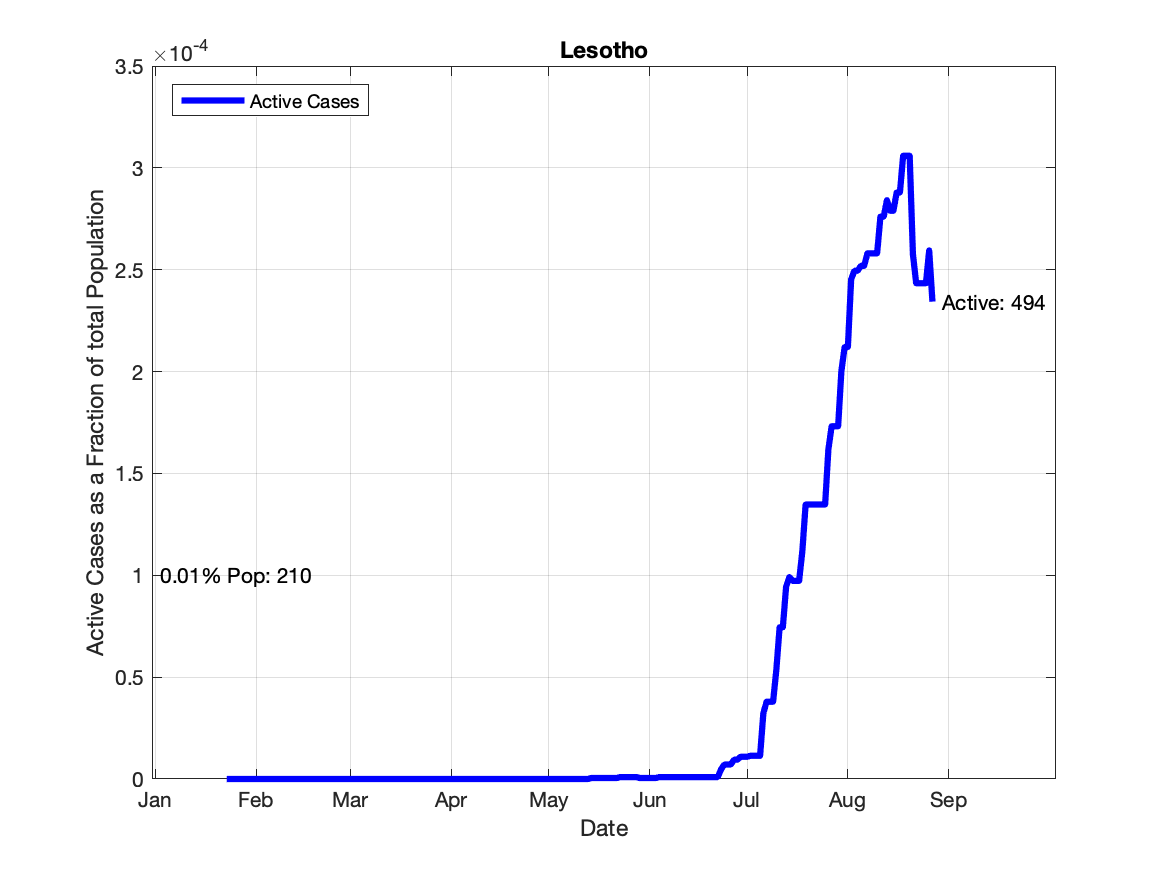 Lesotho
×10-4
3.5
3
2.5
2
1.5
1
0.5
0
Active Cases
Active: 494
0.01% Pop: 210
Active Cases as a Fraction of total Population
Jan Feb Mar Apr May Jun Jul Aug Sep
Date